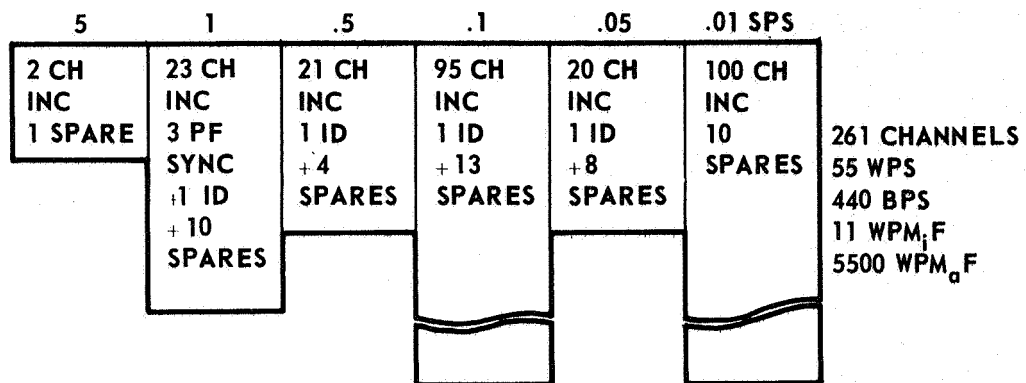 5 1 .5 .1 .05 .01 SPS
2 CH
INC
1 SPARE
23 CH
INC
3 PF
SYNC
+1 ID
+ 10
SPARES
21 CH
INC
1 ID
+ 4
SPARES
95 CH
INC
1 ID
+ 13
SPARES
20 CH
INC
1 ID
+ 8
SPARES
100 CH
INC
10
SPARES
261 CHANNELS
55 WPS
440 BPS
11 WPMiF
5500 WPMaF